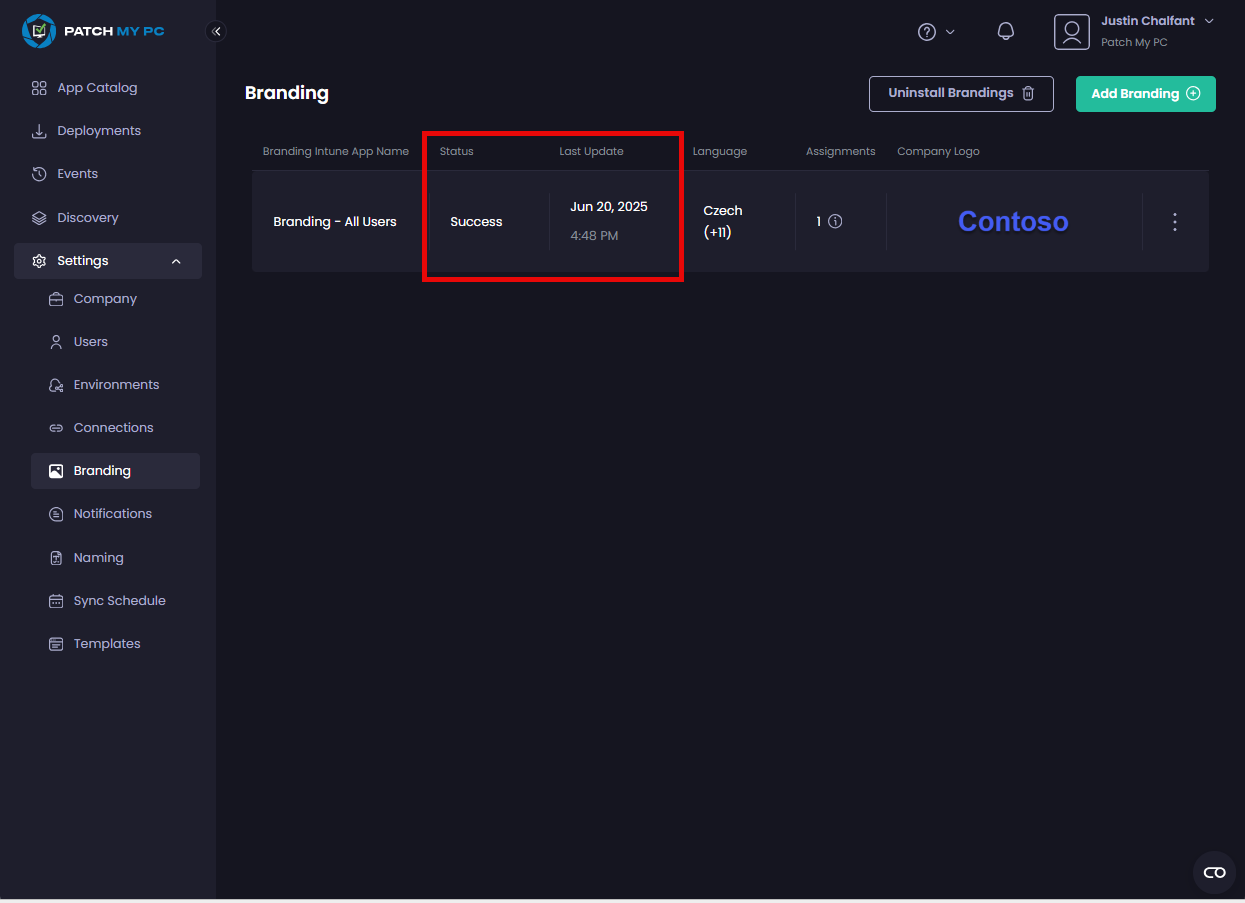 PATCH MY PC
Justin Chalfant
Patch My PC
App Catalog
Deployments
Events
Discovery
Settings
Company
Users
Environments
Connections
Branding
Notifications
Naming
Sync Schedule
Templates
Branding
Uninstall Brandings
Add Branding
Branding Intune App Name Status Last Update Language Assignments Company Logo
Branding - All Users Success Jun 20, 2025 4:48 PM Czech (+11) 1 Contoso